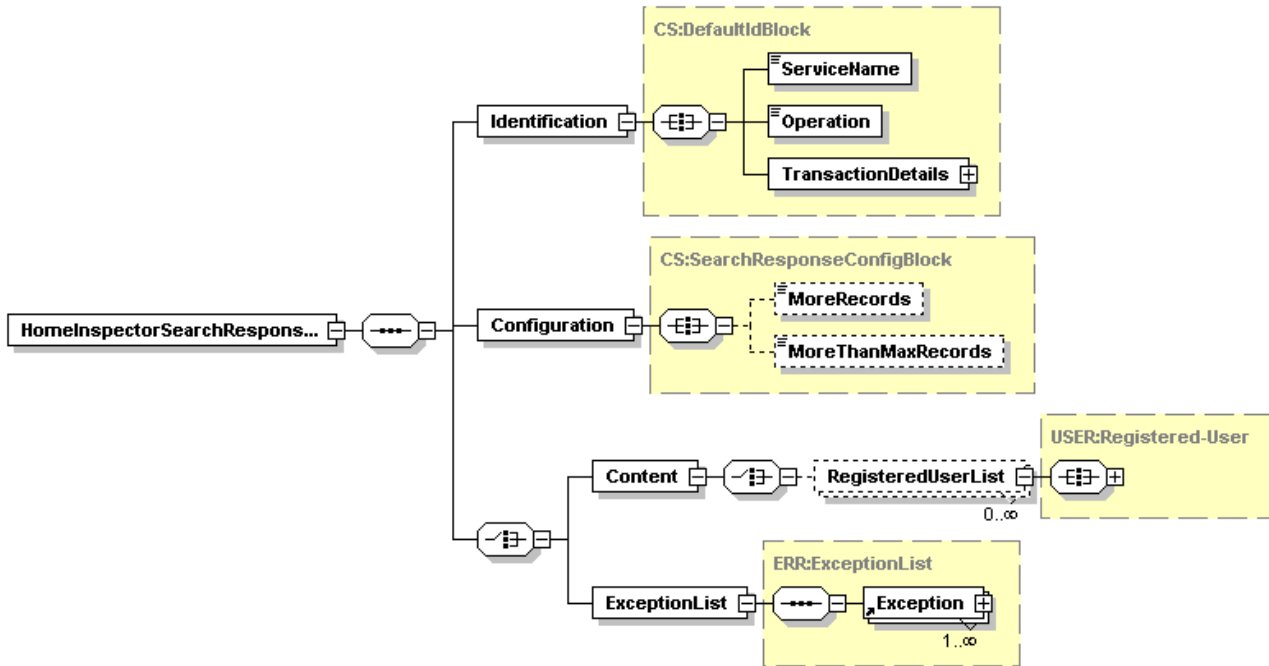 CS:DefaultIdBlock
ServiceName
Identification
Operation
TransactionDetails
CS:SearchResponseConfigBlock
MoreRecords
HomeInspectorSearchRespons...
Configuration
MoreThanMaxRecords
USER:Registered-User
Content
RegisteredUserList
0..∞
ERR:ExceptionList
ExceptionList
Exception
1..∞